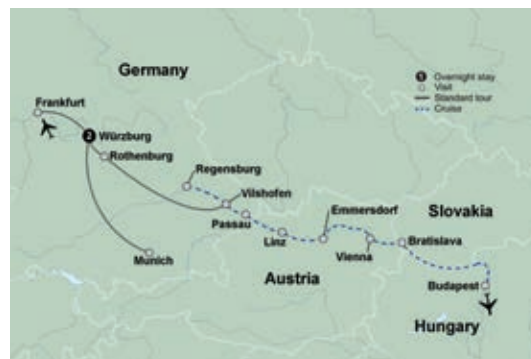 Germany
❶ Overnight stay
Visit
Standard tour
Cruise
Frankfurt
2 Würzburg
Rothenburg
Regensburg
Vilshofen
Passau
Emmersdorf
Slovakia
Linz
Bratislava
Vienna
Munich
Austria
Budapest
Hungary